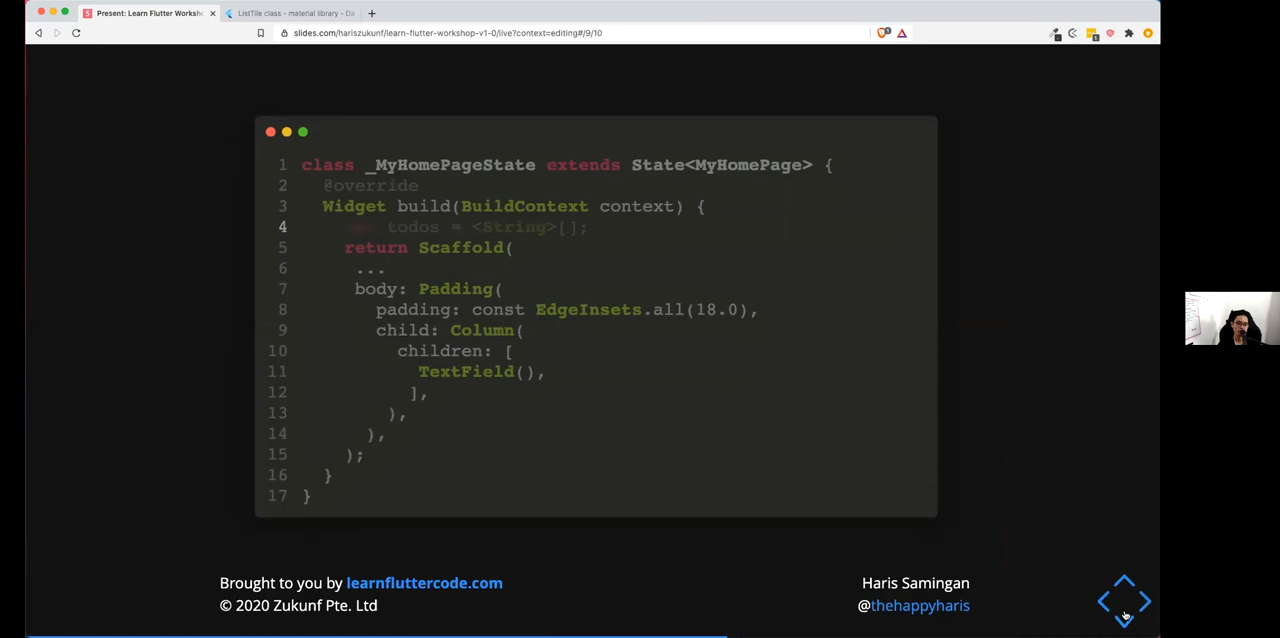 Present: Learn Flutter Worksh
ListTile class - material library - Da
slides.com/hariszukunf/learn-flutter-workshop-v1-0/live?context=editing#/9/10
1 class _MyHomePageState extends State<MyHomePage> {
2 @override
3 Widget build(BuildContext context) {
4 todos = <String>[];
5 return Scaffold(
6 ...
7 body: Padding(
8 padding: const EdgeInsets.all(18.0),
9 child: Column(
10 children: [
11 TextField(),
12 ],
13 ),
14 ),
15 );
16 }
17 }
Brought to you by learnfluttercode.com
© 2020 Zukunf Pte. Ltd
Haris Samingan
@thehappyharis